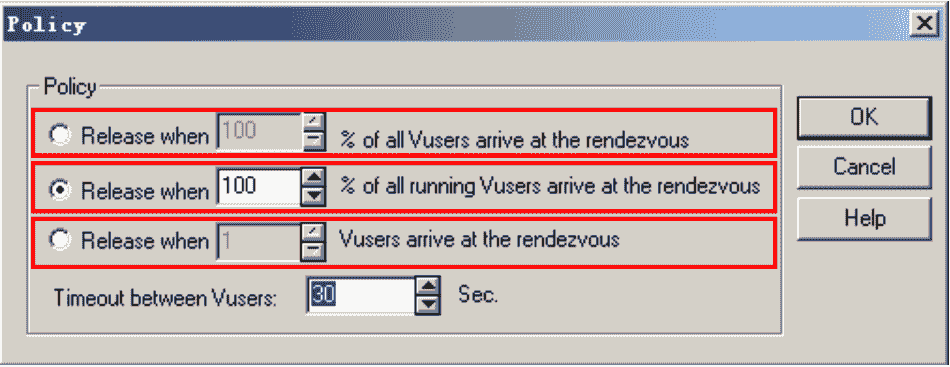 Policy
Policy
Release when 100 % of all Vusers arrive at the rendezvous
Release when 100 % of all running Vusers arrive at the rendezvous
Release when 1 Vusers arrive at the rendezvous
Timeout between Vusers: 30 Sec.
OK
Cancel
Help